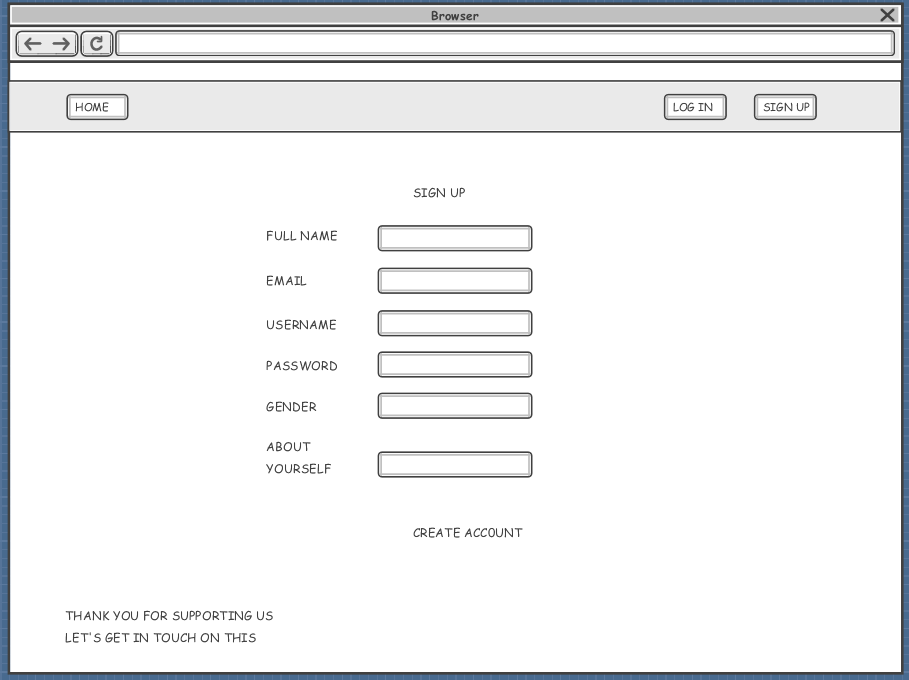 Browser
HOME
LOG IN
SIGN UP
SIGN UP
FULL NAME
EMAIL
USERNAME
PASSWORD
GENDER
ABOUT
YOURSELF
CREATE ACCOUNT
THANK YOU FOR SUPPORTING US
LET'S GET IN TOUCH ON THIS